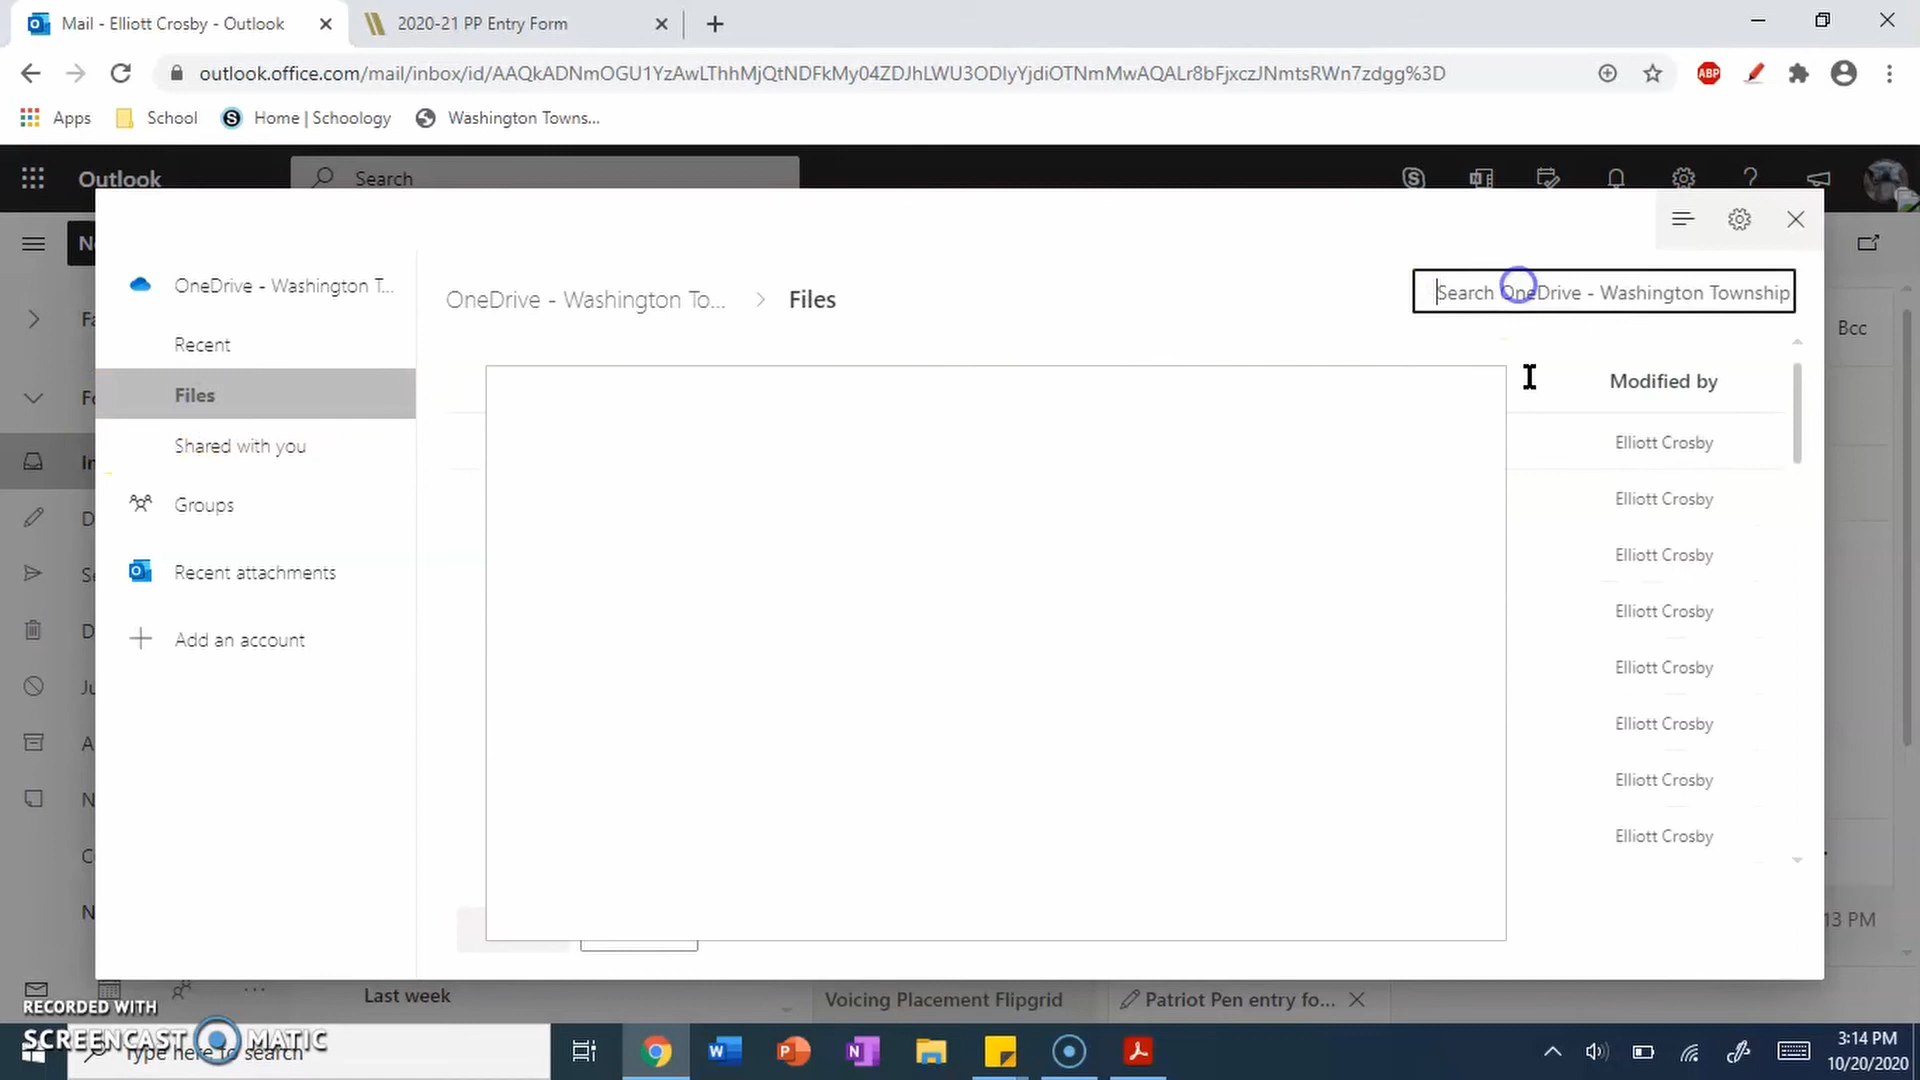 Mail - Elliott Crosby - Outlook
2020-21 PP Entry Form
outlook.office.com/mail/inbox/id/AAQkADNmOGU1YzAwLThhMjQtNDFkMy04ZDJhLWU3ODIyYjdiOTNmMwAQALr8bFjxczJNmtsRWn7zdgg%3D
ABP
Apps
School
Home | Schoology
Washington Towns...
Outlook
Search
OneDrive - Washington T...
Recent
Files
Shared with you
Groups
Recent attachments
Add an account
OneDrive - Washington To... > Files
Search OneDrive - Washington Township
Bcc
Modified by
Elliott Crosby
Elliott Crosby
Elliott Crosby
Elliott Crosby
Elliott Crosby
Elliott Crosby
Elliott Crosby
Elliott Crosby
13 PM
Last week
Voicing Placement Flipgrid
Patriot Pen entry fo...
RECORDED WITH
SCREENCAST MATIC
Type here to search
3:14 PM
10/20/2020